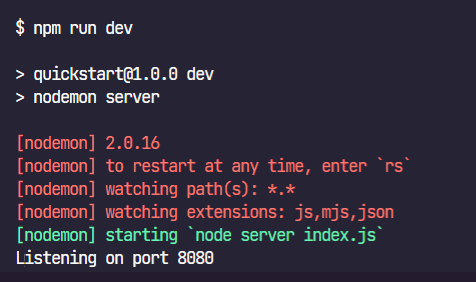 $ npm run dev
> quickstart@1.0.0 dev
> nodemon server
[nodemon] 2.0.16
[nodemon] to restart at any time, enter `rs`
[nodemon] watching path(s): *.*
[nodemon] watching extensions: js,mjs,json
[nodemon] starting `node server index.js`
Listening on port 8080